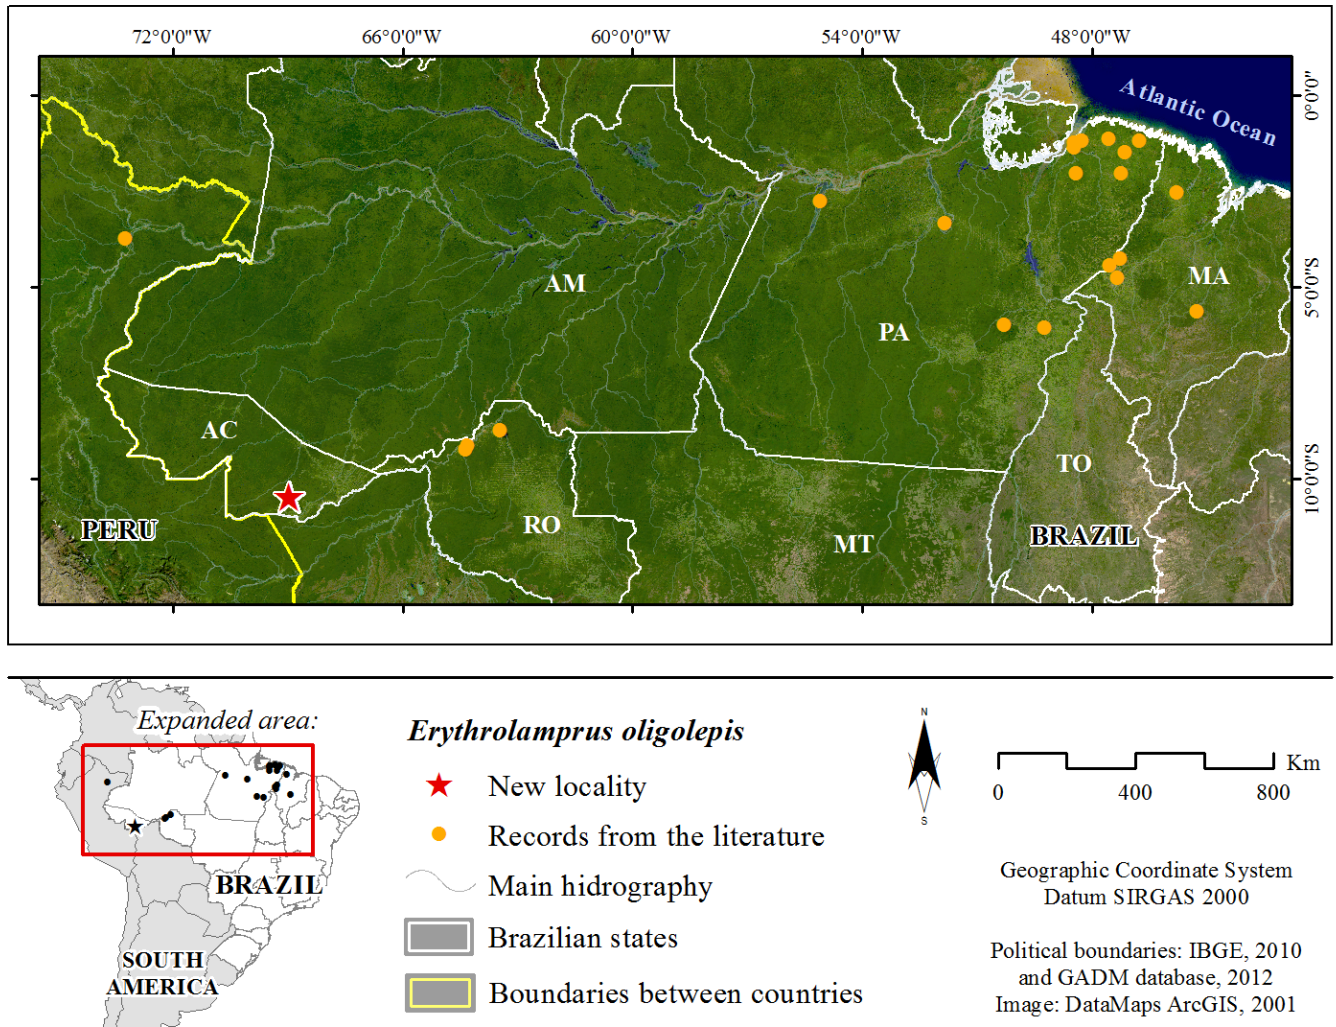 72°0'0"W 66°0'0"W 60°0'0"W 54°0'0"W 48°0'0"W
0°0'0"
Atlantic Ocean
AM
MA
5°0'0"S
PA
AC
TO
10°0'0"S
PERU
RO
MT
BRAZIL
Expanded area:
BRAZIL
SOUTH
AMERICA
Erythrolamprus oligolepis
New locality
Records from the literature
Main hidrography
Brazilian states
Boundaries between countries
N
S
Km
0 400 800
Geographic Coordinate System
Datum SIRGAS 2000
Political boundaries: IBGE, 2010
and GADM database, 2012
Image: DataMaps ArcGIS, 2001